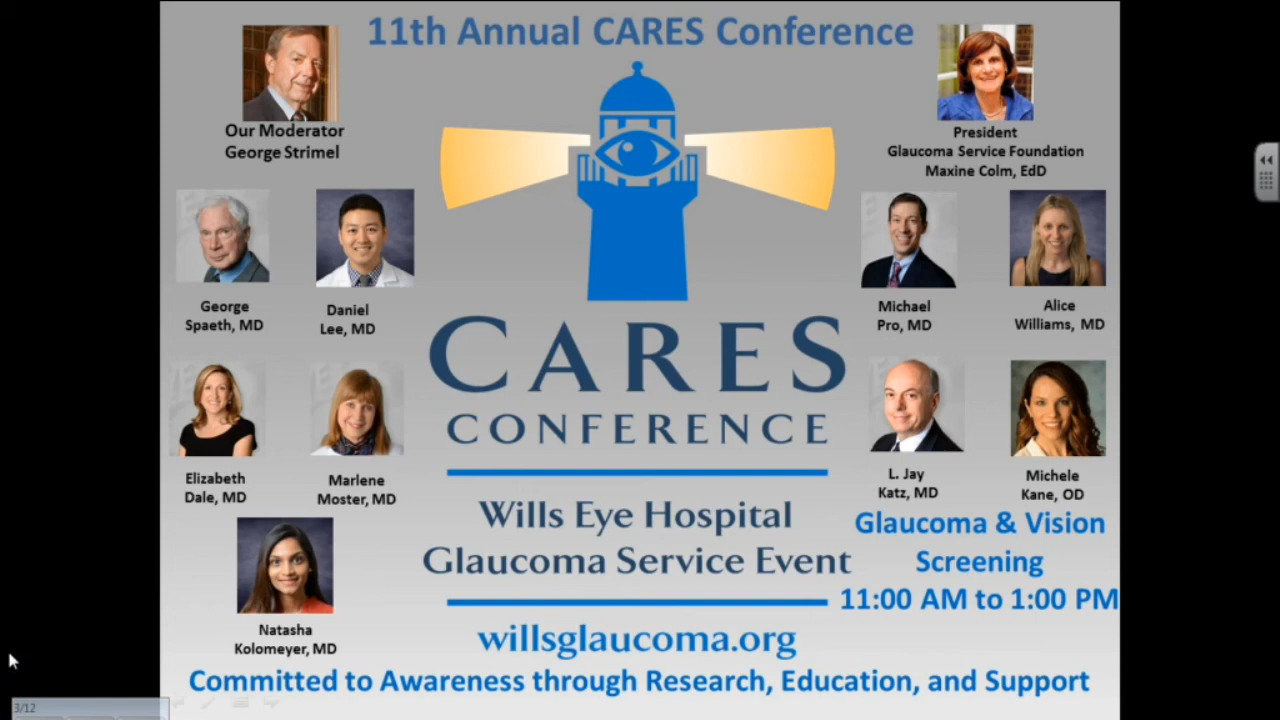 11th Annual CARES Conference
Our Moderator
George Strimel
President
Glaucoma Service Foundation
Maxine Colm, EdD
George
Spaeth, MD
Daniel
Lee, MD
Michael
Pro, MD
Alice
Williams, MD
CARES
CONFERENCE
Elizabeth
Dale, MD
Marlene
Moster, MD
L. Jay
Katz, MD
Michele
Kane, OD
Wills Eye Hospital
Glaucoma Service Event
Glaucoma & Vision
Screening
11:00 AM to 1:00 PM
Natasha
Kolomeyer, MD
willsglaucoma.org
Committed to Awareness through Research, Education, and Support
3/12